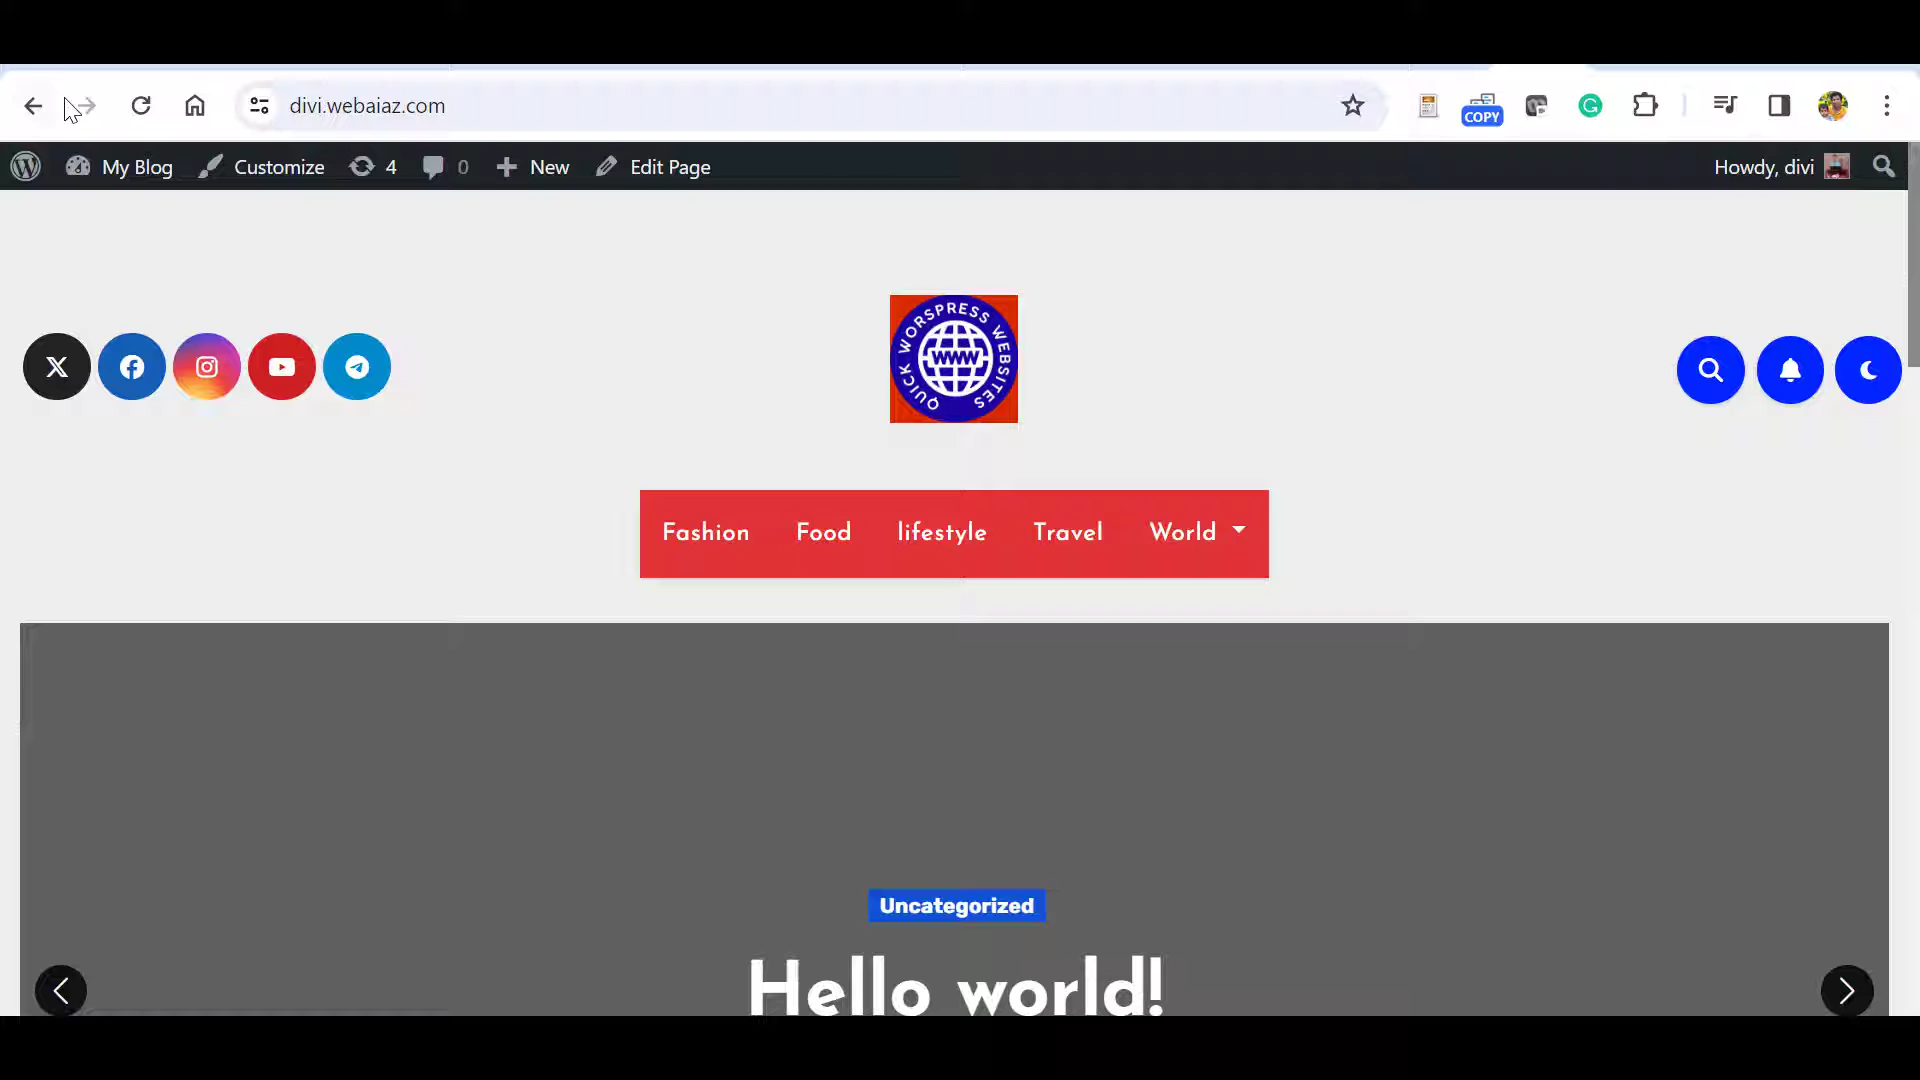 divi.webaiaz.com
COPY
My Blog
Customize
4
0
New
Edit Page
Howdy, divi
QUICK WORSPRESS WEBSITES
WWW
Fashion
Food
lifestyle
Travel
World
Uncategorized
Hello world!